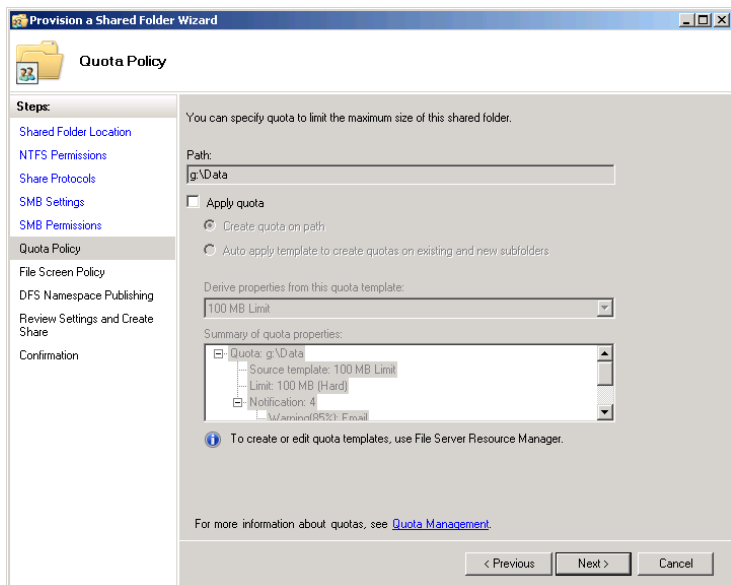 Provision a Shared Folder Wizard
Quota Policy
Steps:
Shared Folder Location
NTFS Permissions
Share Protocols
SMB Settings
SMB Permissions
Quota Policy
File Screen Policy
DFS Namespace Publishing
Review Settings and Create
Share
Confirmation
You can specify quota to limit the maximum size of this shared folder.
Path:
g:\Data
Apply quota
Create quota on path
Auto apply template to create quotas on existing and new subfolders
Derive properties from this quota template:
100 MB Limit
Summary of quota properties:
Quota: g:\Data
Source template: 100 MB Limit
Limit: 100 MB (Hard)
Notification: 4
Warning(85%): Email
To create or edit quota templates, use File Server Resource Manager.
For more information about quotas, see Quota Management.
< Previous
Next >
Cancel